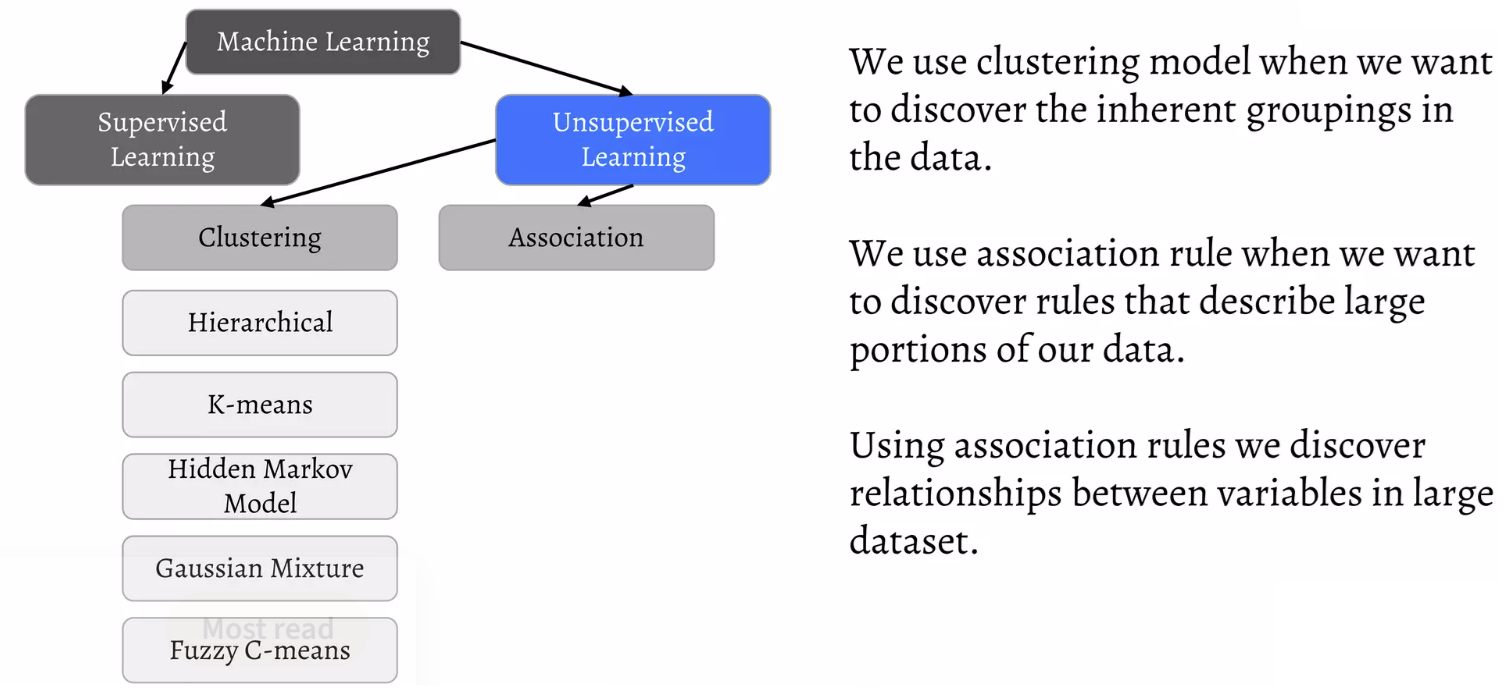 Machine Learning
Supervised
Learning
Unsupervised
Learning
Clustering
Association
Hierarchical
K-means
Hidden Markov
Model
Gaussian Mixture
Most read
Fuzzy C-means
We use clustering model when we want
to discover the inherent groupings in
the data.
We use association rule when we want
to discover rules that describe large
portions of our data.
Using association rules we discover
relationships between variables in large
dataset.